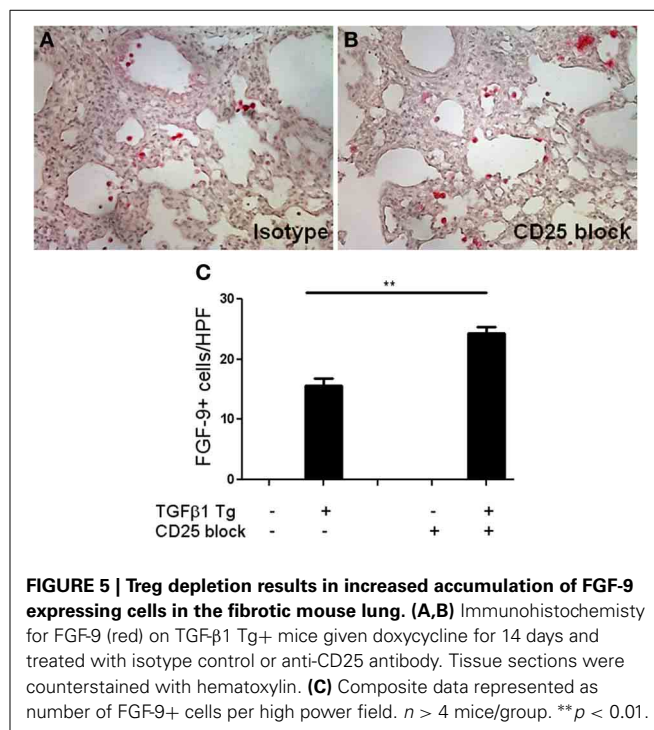 A
B
Isotype
CD25 block
C
**
30
20
10
0
FGF-9+ cells/HPF
TGFβ1 Tg - + - +
CD25 block - - + +
FIGURE 5 | Treg depletion results in increased accumulation of FGF-9
expressing cells in the fibrotic mouse lung. (A,B) Immunohistochemisty
for FGF-9 (red) on TGF-β1 Tg+ mice given doxycycline for 14 days and
treated with isotype control or anti-CD25 antibody. Tissue sections were
counterstained with hematoxylin. (C) Composite data represented as
number of FGF-9+ cells per high power field. n > 4 mice/group. **p < 0.01.